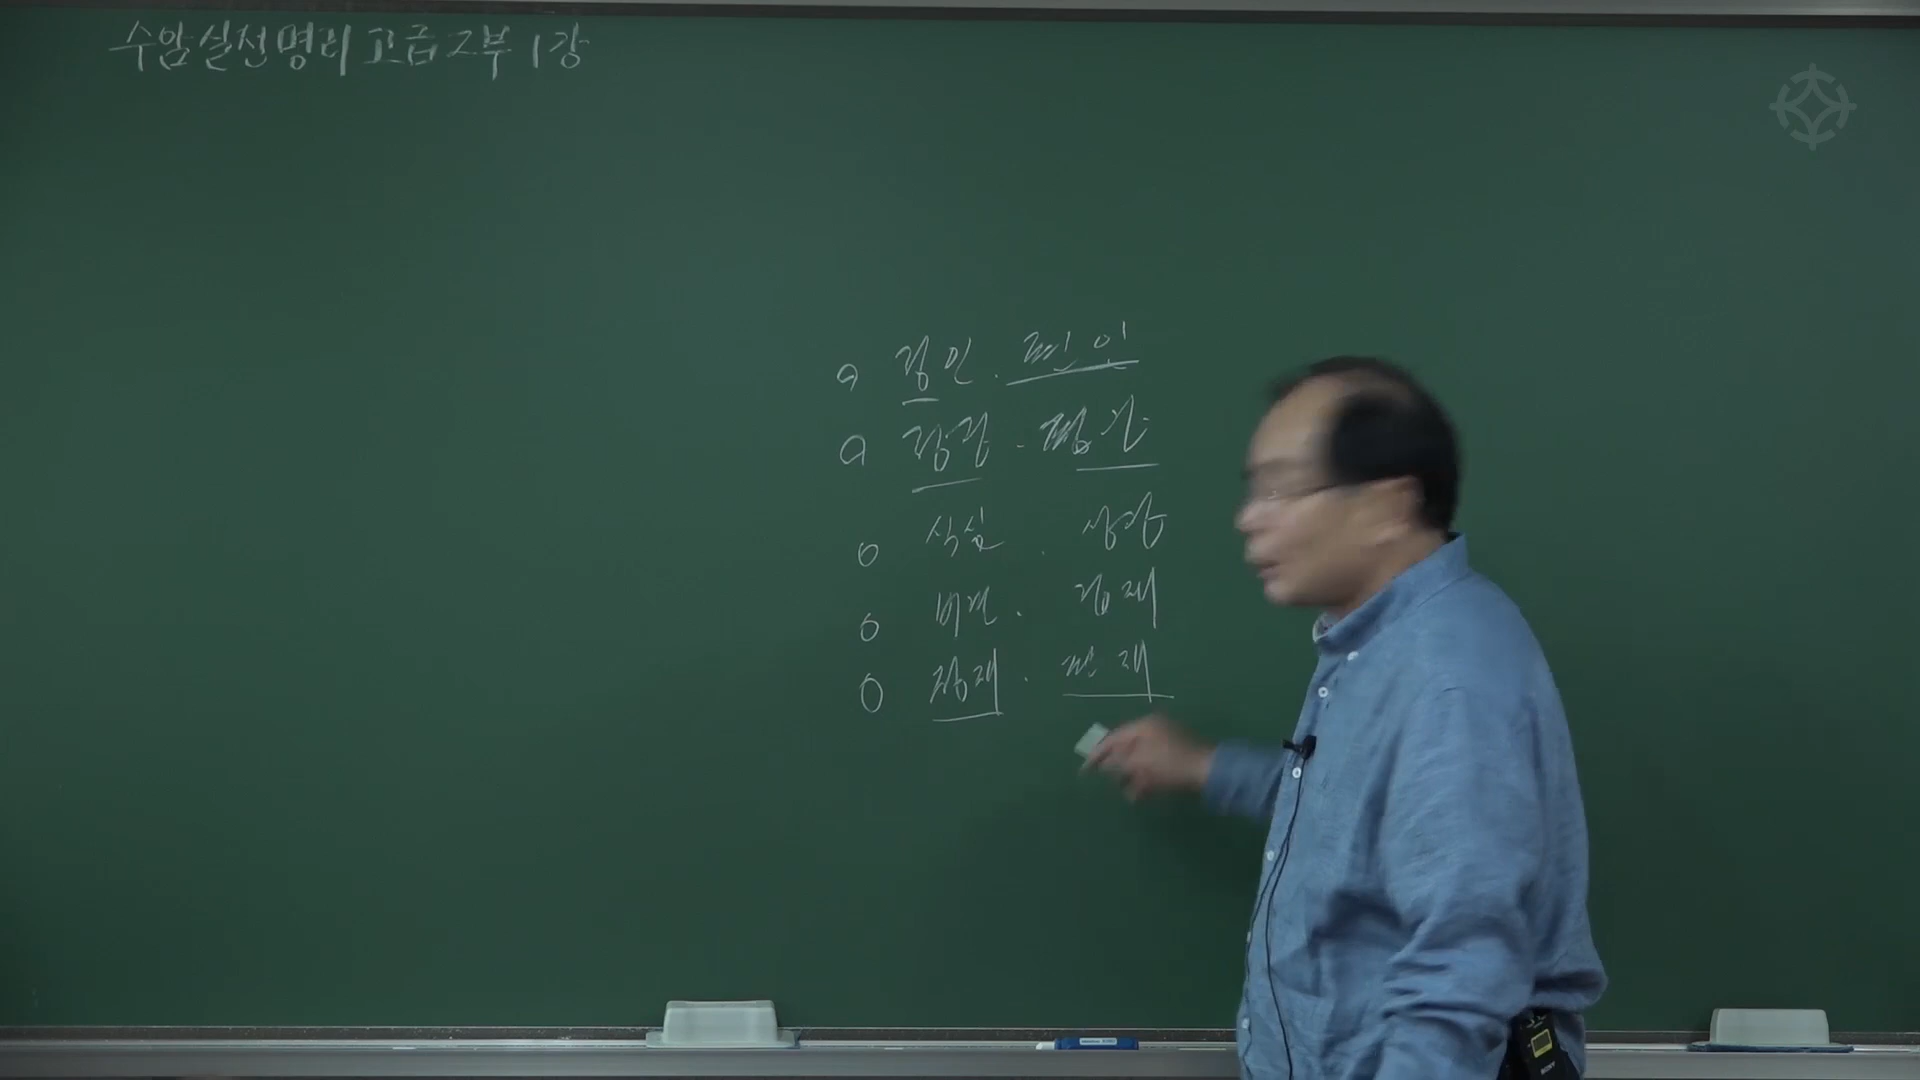 수암실전명리 고급 2부 1강
○ 정인 . 편인
○ 정관 . 편관
○ 식신 . 상관
○ 비견 . 겁재
○ 정재 . 편재
SONY